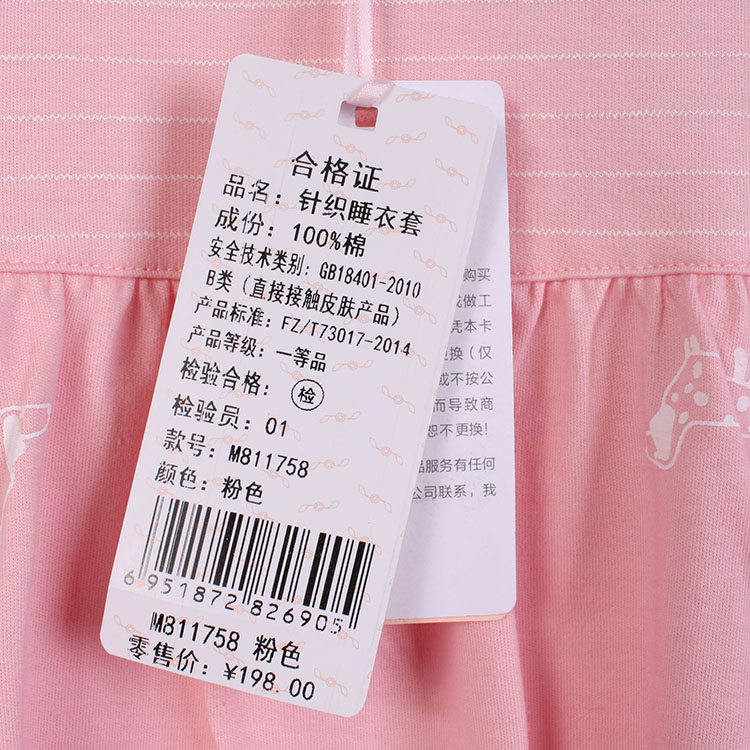 合格证
品名：针织睡衣套
成份：100%棉
安全技术类别：GB18401-2010
B类（直接接触皮肤产品）
产品标准：FZ/T73017-2014
产品等级：一等品
检验合格：检
检验员：01
款号：M811758
颜色：粉色
6 951872 826905
M811758 粉色
零售价：¥198.00
购买
做工
凭本卡
更换（仅
或不按公
而导致商
恕不更换！
品服务有任何
公司联系，我